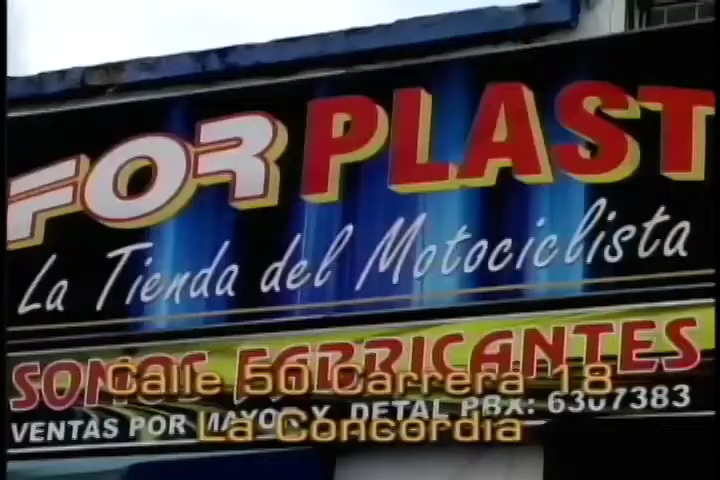 FOR PLAST
La Tienda del Motociclista
SOMOS FABRICANTES
VENTAS POR MAYOR Y DETAL PBX: 6307383
Calle 50 Carrera 18
La Concordia